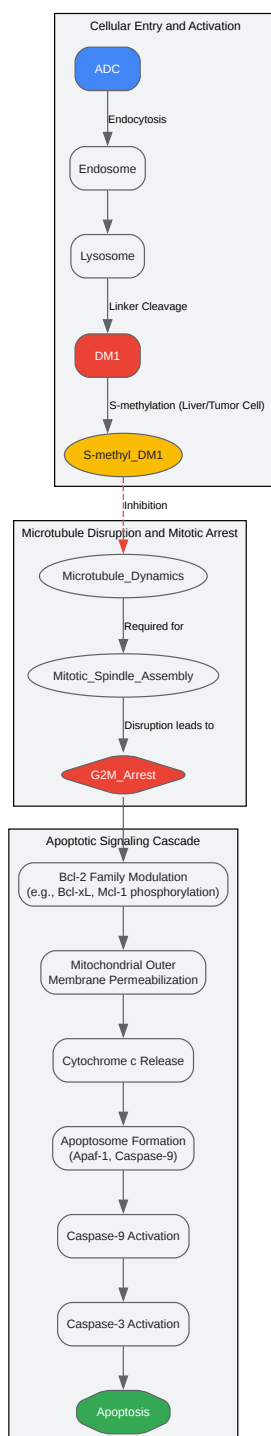 Cellular Entry and Activation
ADC
Endocytosis
Endosome
Lysosome
Linker Cleavage
DM1
S-methylation (Liver/Tumor Cell)
S-methyl_DM1
Inhibition
Microtubule Disruption and Mitotic Arrest
Microtubule_Dynamics
Required for
Mitotic_Spindle_Assembly
Disruption leads to
G2M_Arrest
Apoptotic Signaling Cascade
Bcl-2 Family Modulation
(e.g., Bcl-xL, Mcl-1 phosphorylation)
Mitochondrial Outer
Membrane Permeabilization
Cytochrome c Release
Apoptosome Formation
(Apaf-1, Caspase-9)
Caspase-9 Activation
Caspase-3 Activation
Apoptosis